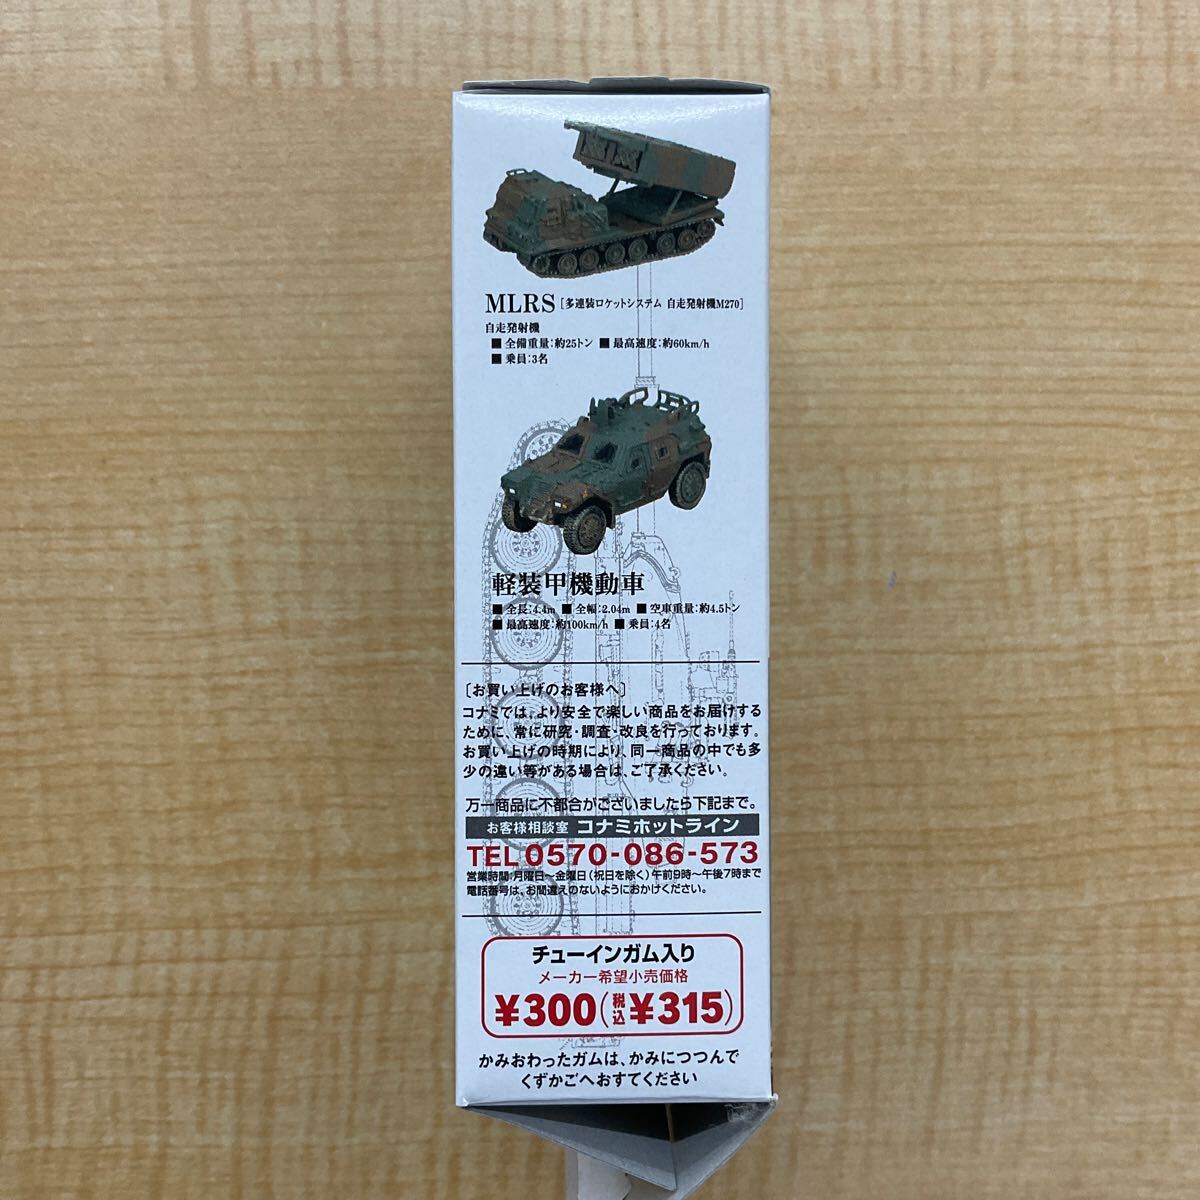 MLRS［多連装ロケットシステム 自走発射機M270］
自走発射機
■ 全備重量：約25トン ■ 最高速度：約60km/h
■ 乗員：3名
軽装甲機動車
■ 全長：4.4m ■ 全幅：2.04m ■ 空車重量：約4.5トン
■ 最高速度：約100km/h ■ 乗員：4名
［お買い上げのお客様へ］
コナミでは、より安全で楽しい商品をお届けする
ために、常に研究・調査・改良を行っております。
お買い上げの時期により、同一商品の中でも多
少の違い等がある場合は、ご了承ください。
万一商品に不都合がございましたら下記まで。
お客様相談室 コナミホットライン
TEL 0570-086-573
営業時間：月曜日～金曜日（祝日を除く）午前9時～午後7時まで
電話番号は、お間違えのないようにおかけください。
チューインガム入り
メーカー希望小売価格
¥300（税込¥315）
かみおわったガムは、かみにつつんで
くずかごへおすてください